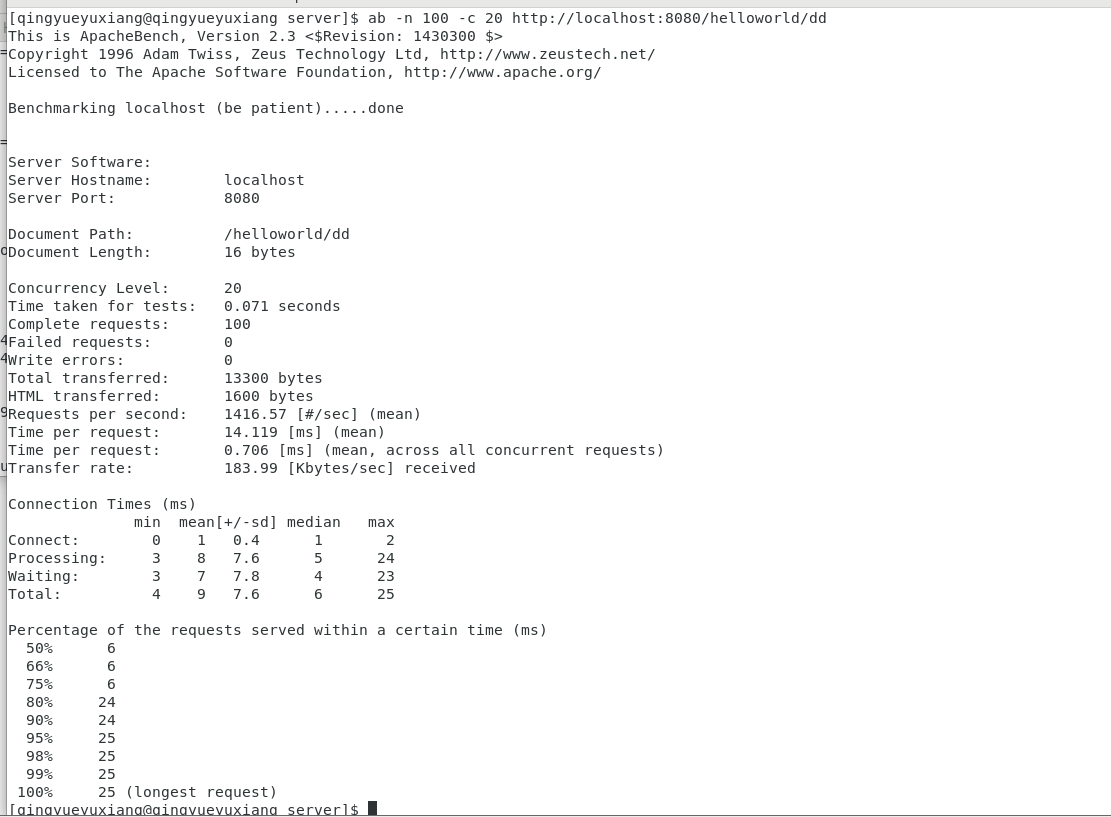 [qingyueyuxiang@qingyueyuxiang server]$ ab -n 100 -c 20 http://localhost:8080/helloworld/dd
This is ApacheBench, Version 2.3 <$Revision: 1430300 $>
Copyright 1996 Adam Twiss, Zeus Technology Ltd, http://www.zeustech.net/
Licensed to The Apache Software Foundation, http://www.apache.org/

Benchmarking localhost (be patient).....done


Server Software:
Server Hostname:        localhost
Server Port:            8080

Document Path:          /helloworld/dd
Document Length:        16 bytes

Concurrency Level:      20
Time taken for tests:   0.071 seconds
Complete requests:      100
Failed requests:        0
Write errors:           0
Total transferred:      13300 bytes
HTML transferred:       1600 bytes
Requests per second:    1416.57 [#/sec] (mean)
Time per request:       14.119 [ms] (mean)
Time per request:       0.706 [ms] (mean, across all concurrent requests)
Transfer rate:          183.99 [Kbytes/sec] received

Connection Times (ms)
              min  mean[+/-sd] median   max
Connect:        0    1   0.4      1       2
Processing:     3    8   7.6      5      24
Waiting:        3    7   7.8      4      23
Total:          4    9   7.6      6      25

Percentage of the requests served within a certain time (ms)
  50%      6
  66%      6
  75%      6
  80%     24
  90%     24
  95%     25
  98%     25
  99%     25
 100%     25 (longest request)
[qingyueyuxiang@qingyueyuxiang server]$